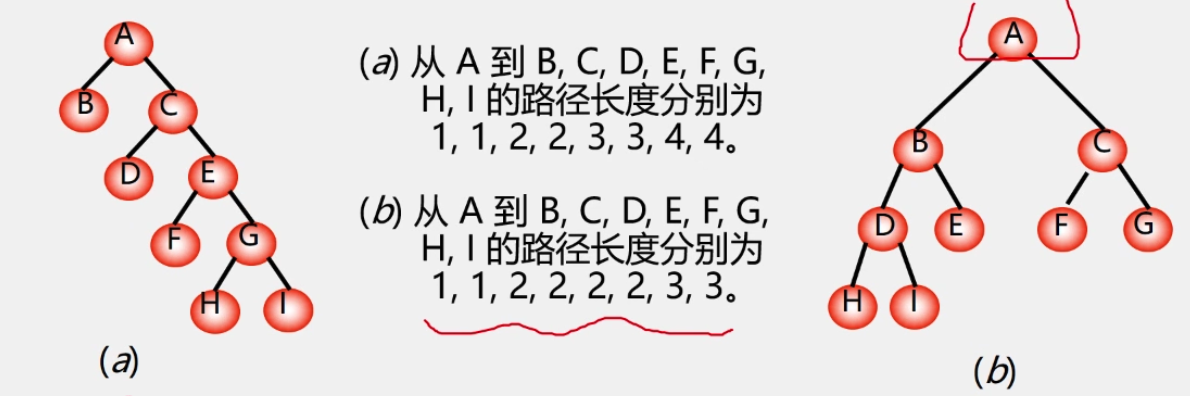 A
B
C
D
E
F
G
H
I
(a)
(a) 从 A 到 B, C, D, E, F, G,
H, I 的路径长度分别为
1, 1, 2, 2, 3, 3, 4, 4。
(b) 从 A 到 B, C, D, E, F, G,
H, I 的路径长度分别为
1, 1, 2, 2, 2, 2, 3, 3。
A
B
C
D
E
F
G
H
I
(b)